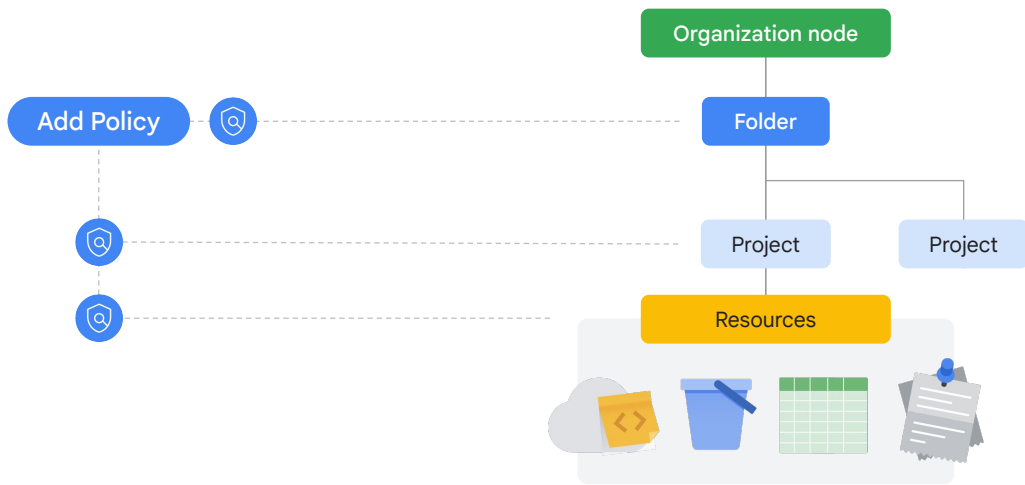 Organization node
Add Policy
Folder
Project
Project
Resources